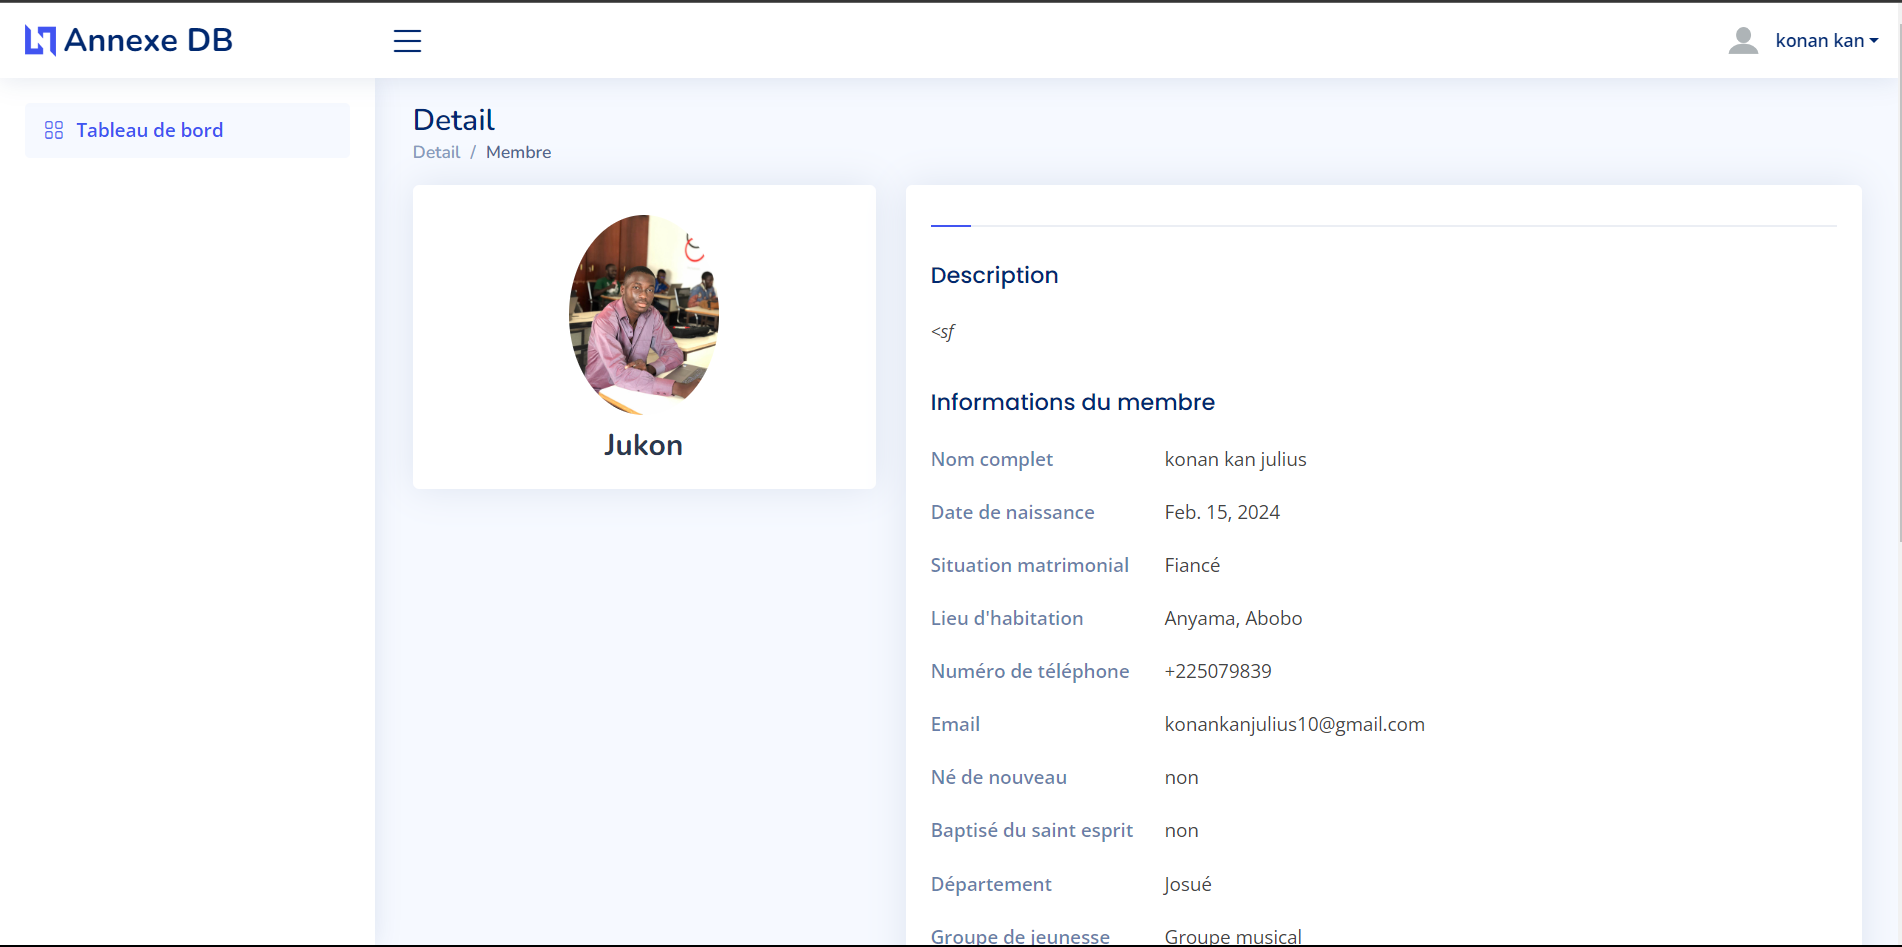 Annexe DB
konan kan
Tableau de bord
Detail
Detail / Membre
Jukon
Description
<sf
Informations du membre
Nom complet konan kan julius
Date de naissance Feb. 15, 2024
Situation matrimonial Fiancé
Lieu d'habitation Anyama, Abobo
Numéro de téléphone +225079839
Email konankanjulius10@gmail.com
Né de nouveau non
Baptisé du saint esprit non
Département Josué
Groupe de jeunesse Groupe musical